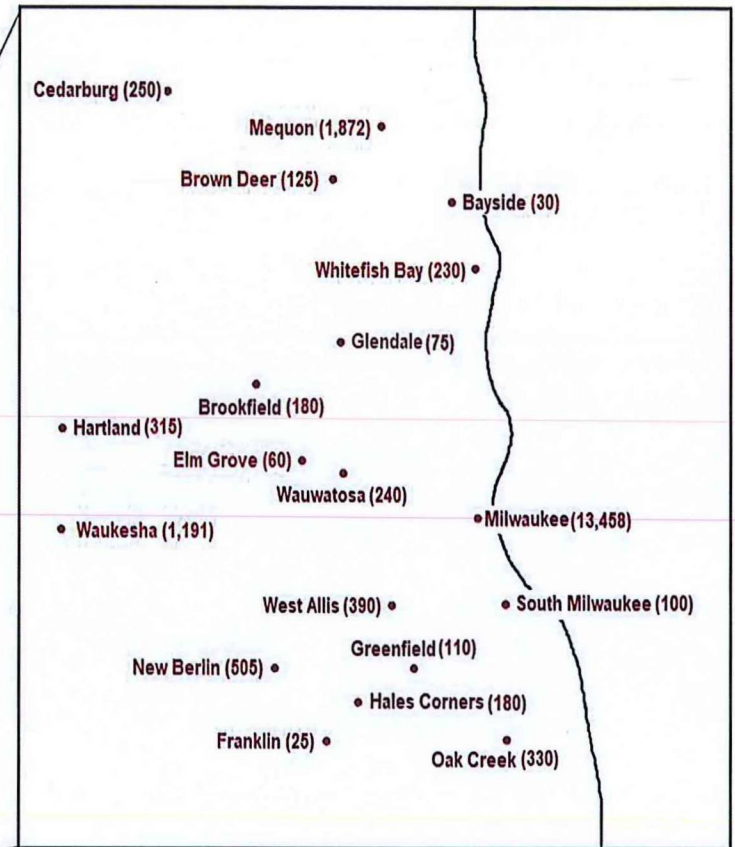 Cedarburg (250)
Mequon (1,872)
Brown Deer (125)
Bayside (30)
Whitefish Bay (230)
Glendale (75)
Brookfield (180)
Hartland (315)
Elm Grove (60)
Wauwatosa (240)
Milwaukee (13,458)
Waukesha (1,191)
West Allis (390)
South Milwaukee (100)
Greenfield (110)
New Berlin (505)
Hales Corners (180)
Franklin (25)
Oak Creek (330)